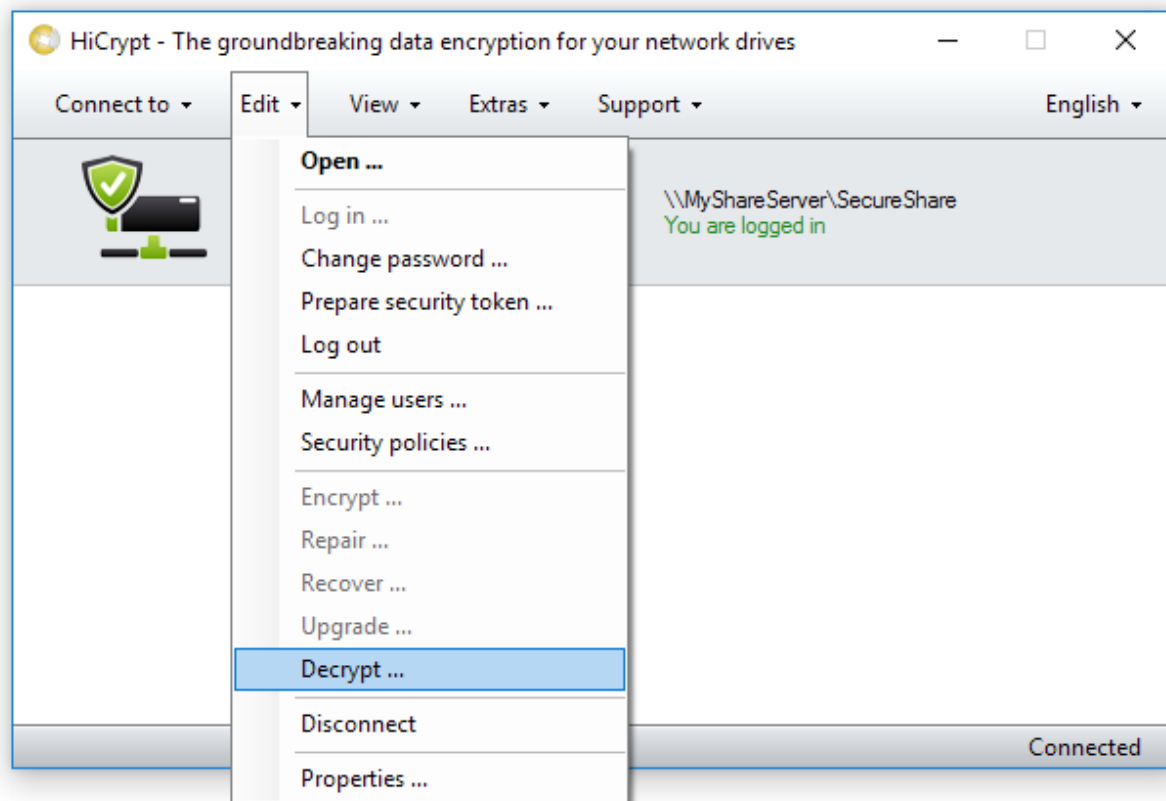 HiCrypt - The groundbreaking data encryption for your network drives
Connect to Edit View Extras Support English
Open ...
\\MyShareServer\SecureShare
You are logged in
Log in ...
Change password ...
Prepare security token ...
Log out
Manage users ...
Security policies ...
Encrypt ...
Repair ...
Recover ...
Upgrade ...
Decrypt ...
Disconnect
Connected
Properties ...